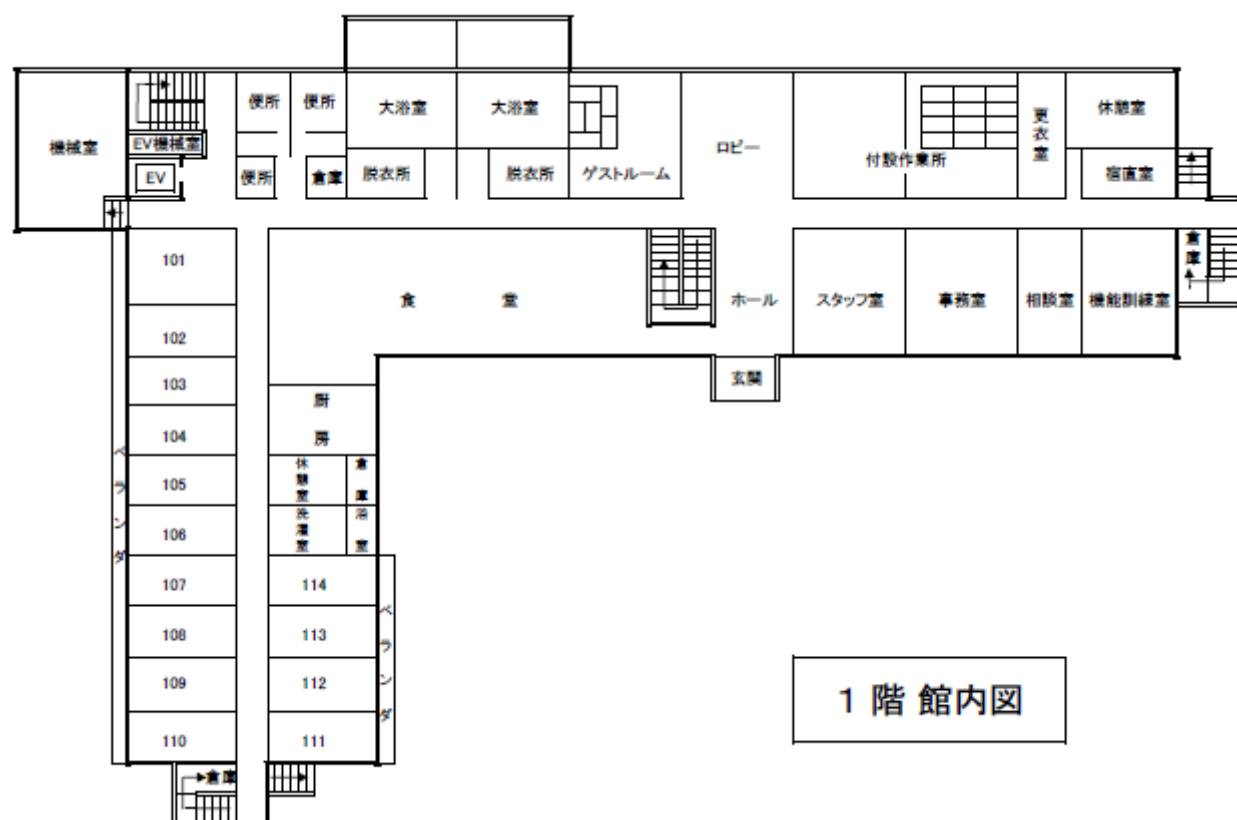 便所
便所
大浴室
大浴室
更衣室
休憩室
機械室
EV機械室
ロビー
付設作業所
EV
便所
倉庫
脱衣所
脱衣所
ゲストルーム
宿直室
101
倉庫
食堂
ホール
スタッフ室
事務室
相談室
機能訓練室
102
玄関
103
厨房
104
ベランダ
105
休憩室
倉庫
106
洗濯室
浴室
107
114
ベランダ
108
113
109
112
1階 館内図
110
111
倉庫